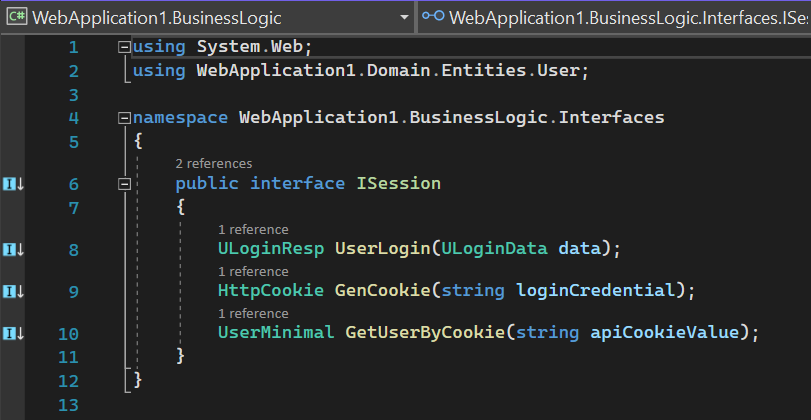 C# WebApplication1.BusinessLogic WebApplication1.BusinessLogic.Interfaces.ISe
1 using System.Web;
2 using WebApplication1.Domain.Entities.User;
3
4 namespace WebApplication1.BusinessLogic.Interfaces
5 {
2 references
6 public interface ISession
7 {
1 reference
8 ULoginResp UserLogin(ULoginData data);
1 reference
9 HttpCookie GenCookie(string loginCredential);
1 reference
10 UserMinimal GetUserByCookie(string apiCookieValue);
11 }
12 }
13